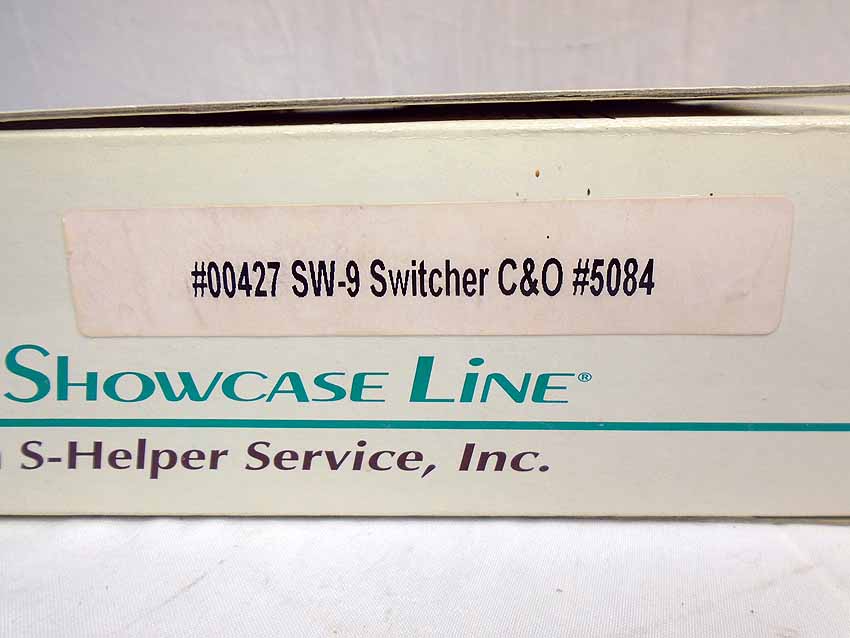 #00427 SW-9 Switcher C&O #5084
SHOWCASE LINE®
S-Helper Service, Inc.